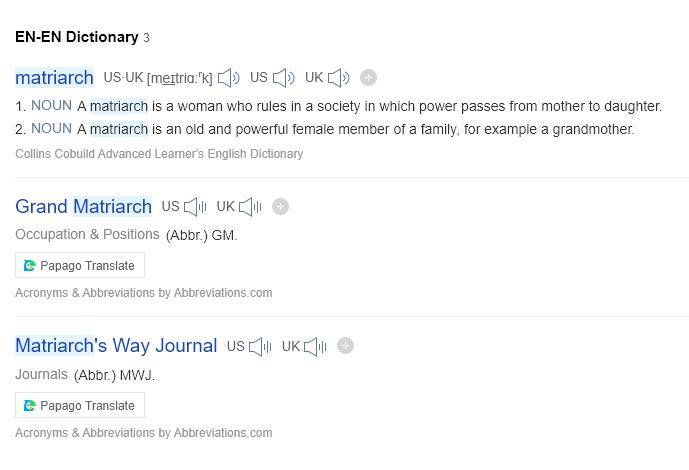 EN-EN Dictionary 3
matriarch US·UK [meɪtriɑːʳk] US UK
1. NOUN A matriarch is a woman who rules in a society in which power passes from mother to daughter.
2. NOUN A matriarch is an old and powerful female member of a family, for example a grandmother.
Collins Cobuild Advanced Learner's English Dictionary
Grand Matriarch US UK
Occupation & Positions (Abbr.) GM.
Papago Translate
Acronyms & Abbreviations by Abbreviations.com
Matriarch's Way Journal US UK
Journals (Abbr.) MWJ.
Papago Translate
Acronyms & Abbreviations by Abbreviations.com